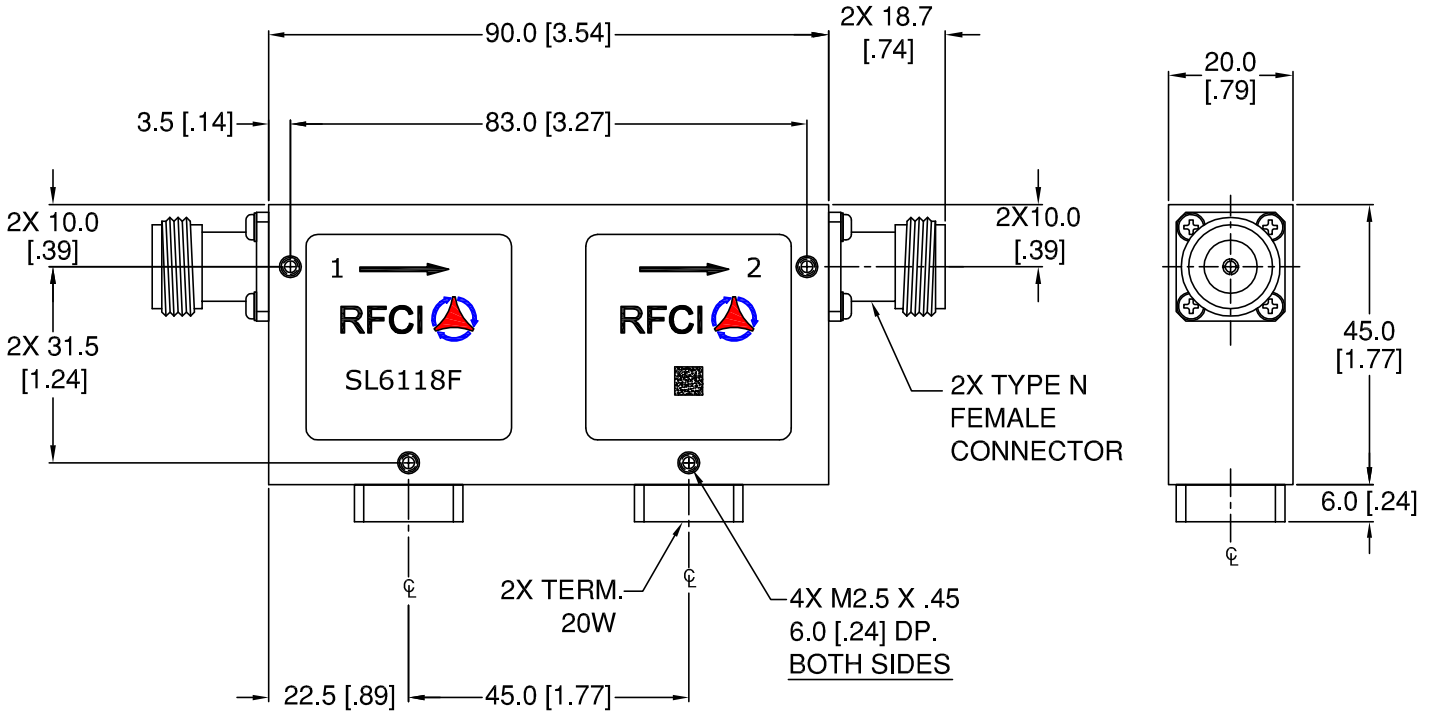 90.0 [3.54]
2X 18.7
[.74]
20.0
[.79]
3.5 [.14]
83.0 [3.27]
2X 10.0
[.39]
2X10.0
[.39]
1
2
RFCI
RFCI
2X 31.5
[1.24]
SL6118F
45.0
[1.77]
2X TYPE N
FEMALE
CONNECTOR
6.0 [.24]
℄
℄
℄
2X TERM.
20W
4X M2.5 X .45
6.0 [.24] DP.
BOTH SIDES
22.5 [.89]
45.0 [1.77]